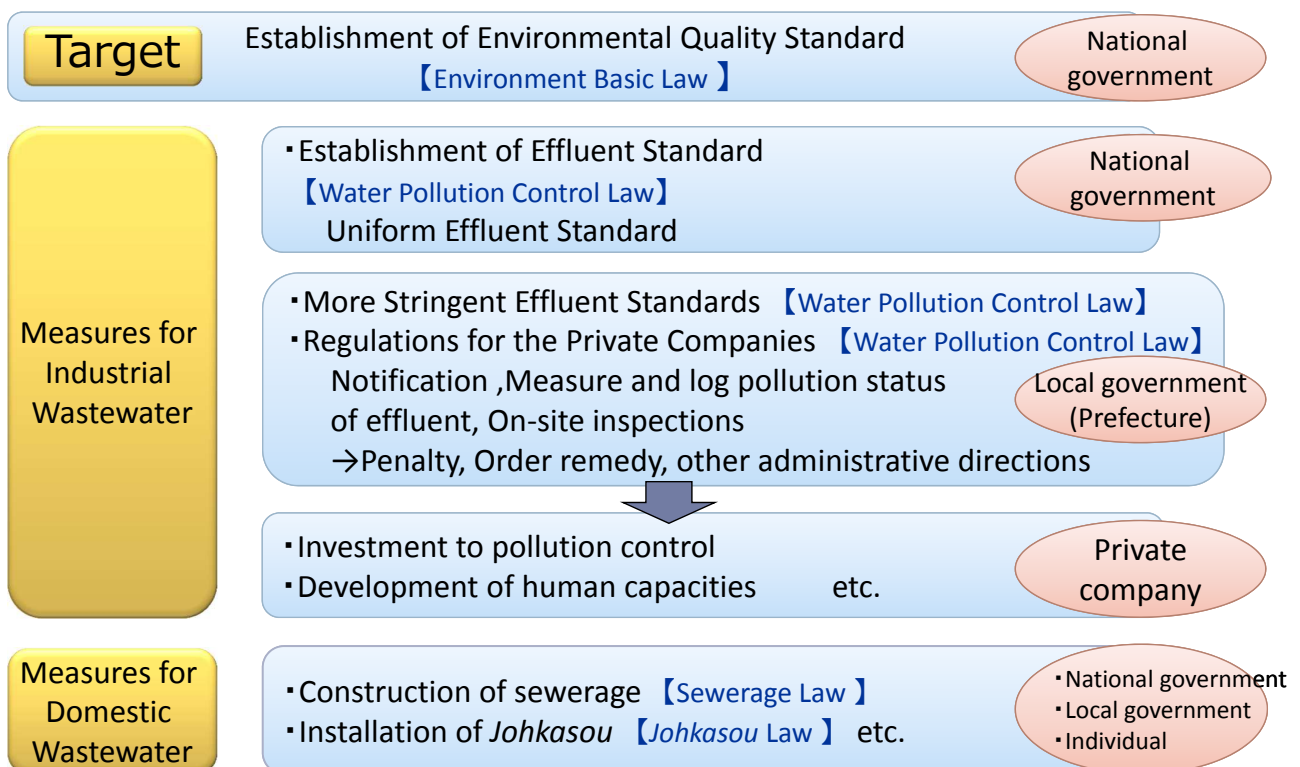 Target
Establishment of Environmental Quality Standard
【Environment Basic Law 】
National
government
Measures for
Industrial
Wastewater
・Establishment of Effluent Standard
【Water Pollution Control Law】
Uniform Effluent Standard
National
government
・More Stringent Effluent Standards 【Water Pollution Control Law】
・Regulations for the Private Companies 【Water Pollution Control Law】
Notification ,Measure and log pollution status
of effluent, On-site inspections
→Penalty, Order remedy, other administrative directions
Local government
(Prefecture)
・Investment to pollution control
・Development of human capacities etc.
Private
company
Measures for
Domestic
Wastewater
・Construction of sewerage 【Sewerage Law 】
・Installation of Johkasou 【Johkasou Law 】 etc.
・National government
・Local government
・Individual